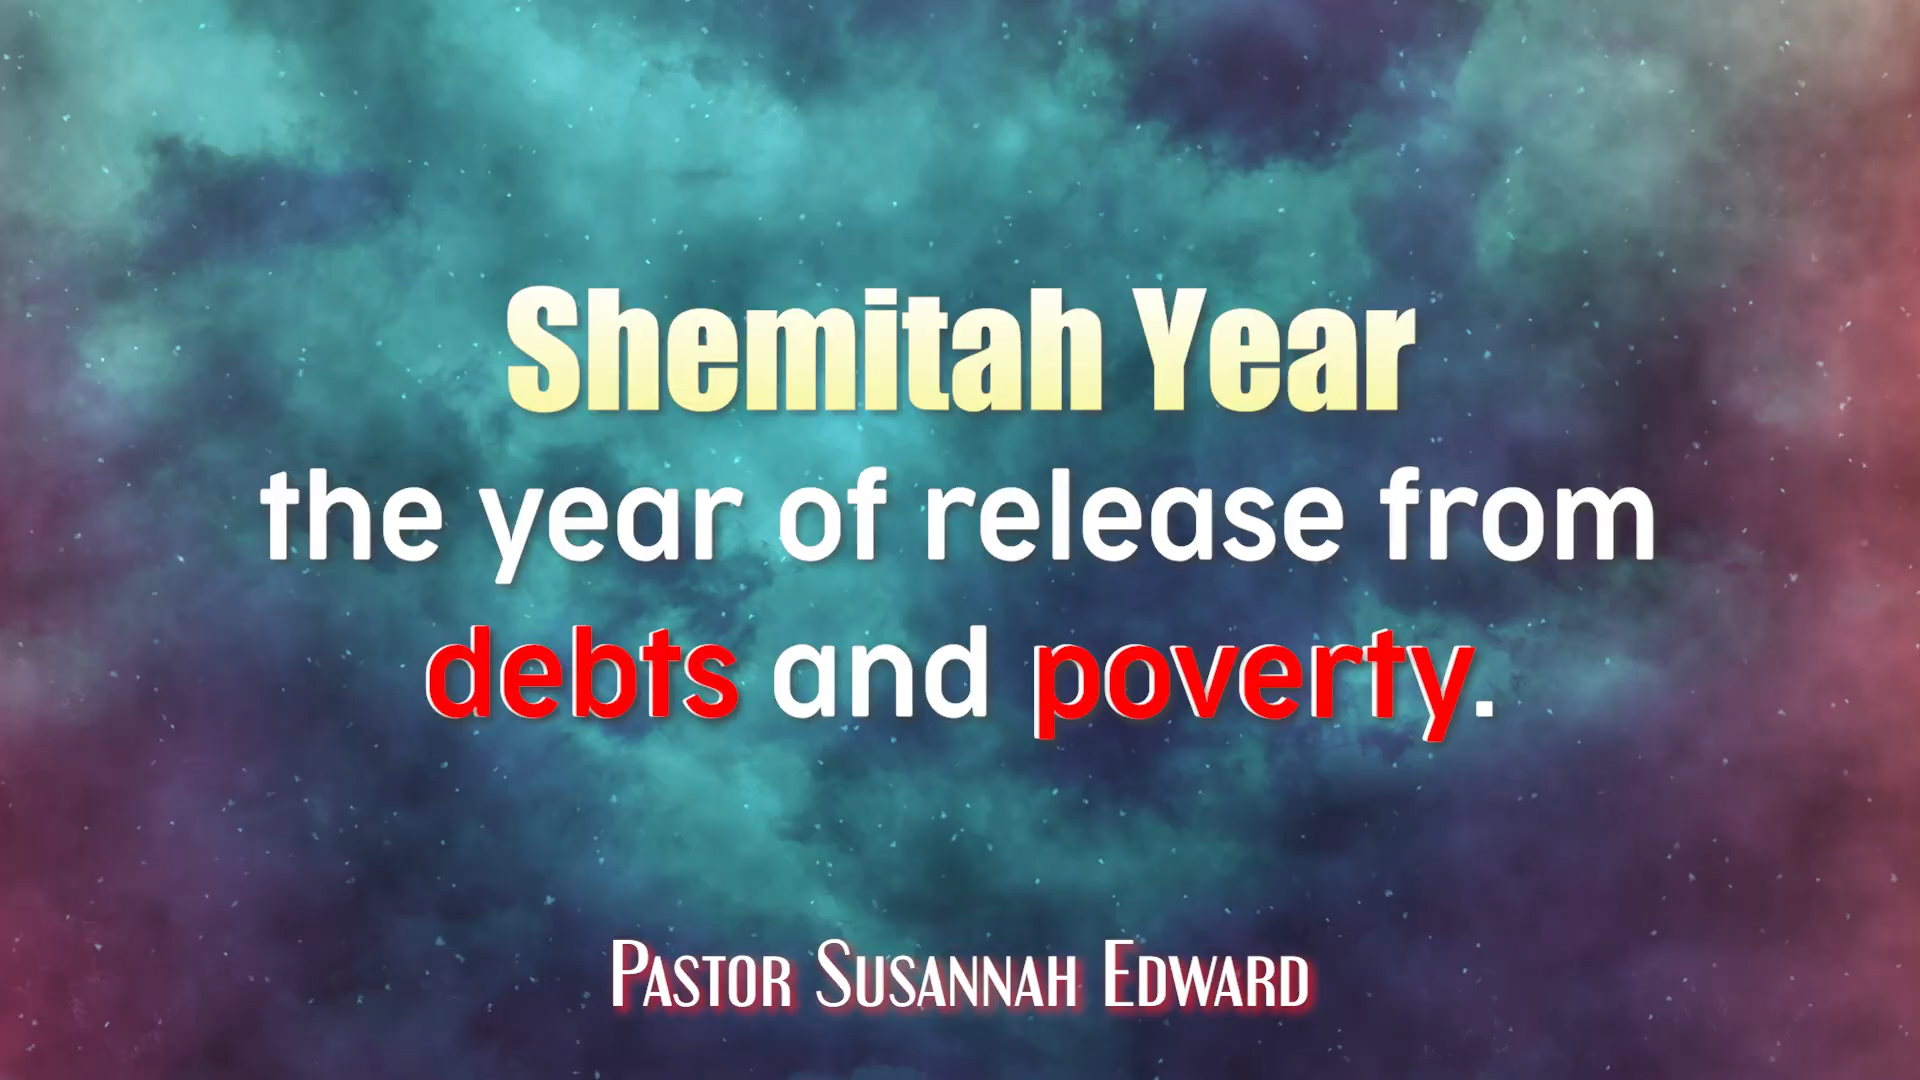 Shemitah Year
the year of release from
debts and poverty.
Pastor Susannah Edward